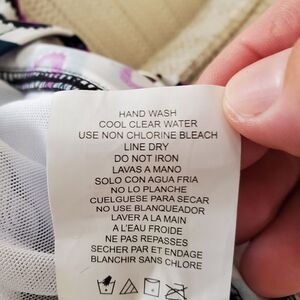 HAND WASH
COOL CLEAR WATER
USE NON CHLORINE BLEACH
LINE DRY
DO NOT IRON
LAVAS A MANO
SOLO CON AGUA FRIA
NO LO PLANCHE
CUELGUESE PARA SECAR
NO USE BLANQUEADOR
LAVER A LA MAIN
A L'EAU FROIDE
NE PAS REPASSES
SECHER PAR ET ENDAGE
BLANCHIR SANS CHLORE